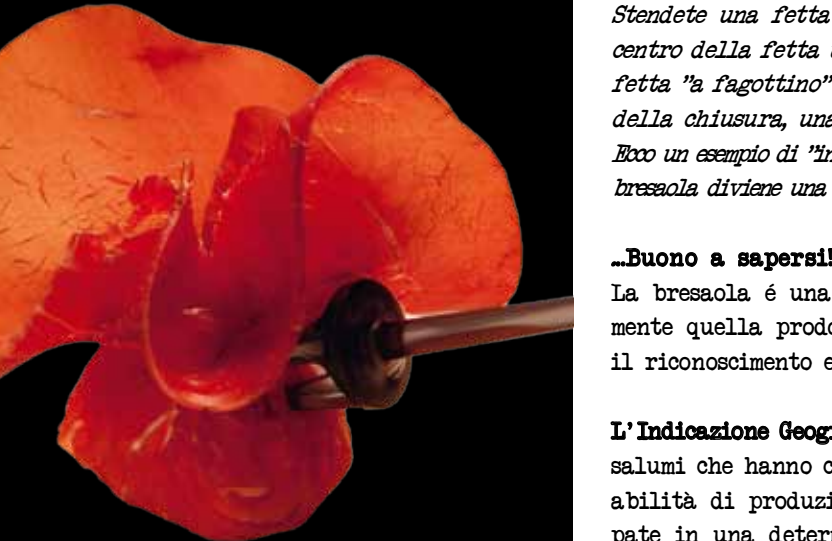 Stendete una fetta
centro della fetta
fetta ”a fagottino”
della chiusura, una
Ecco un esempio di ”in
bresaola diviene una
…Buono a sapersi!
La bresaola é una
mente quella prodo
il riconoscimento e
L’Indicazione Geogr
salumi che hanno c
abilità di produzi
pate in una determ